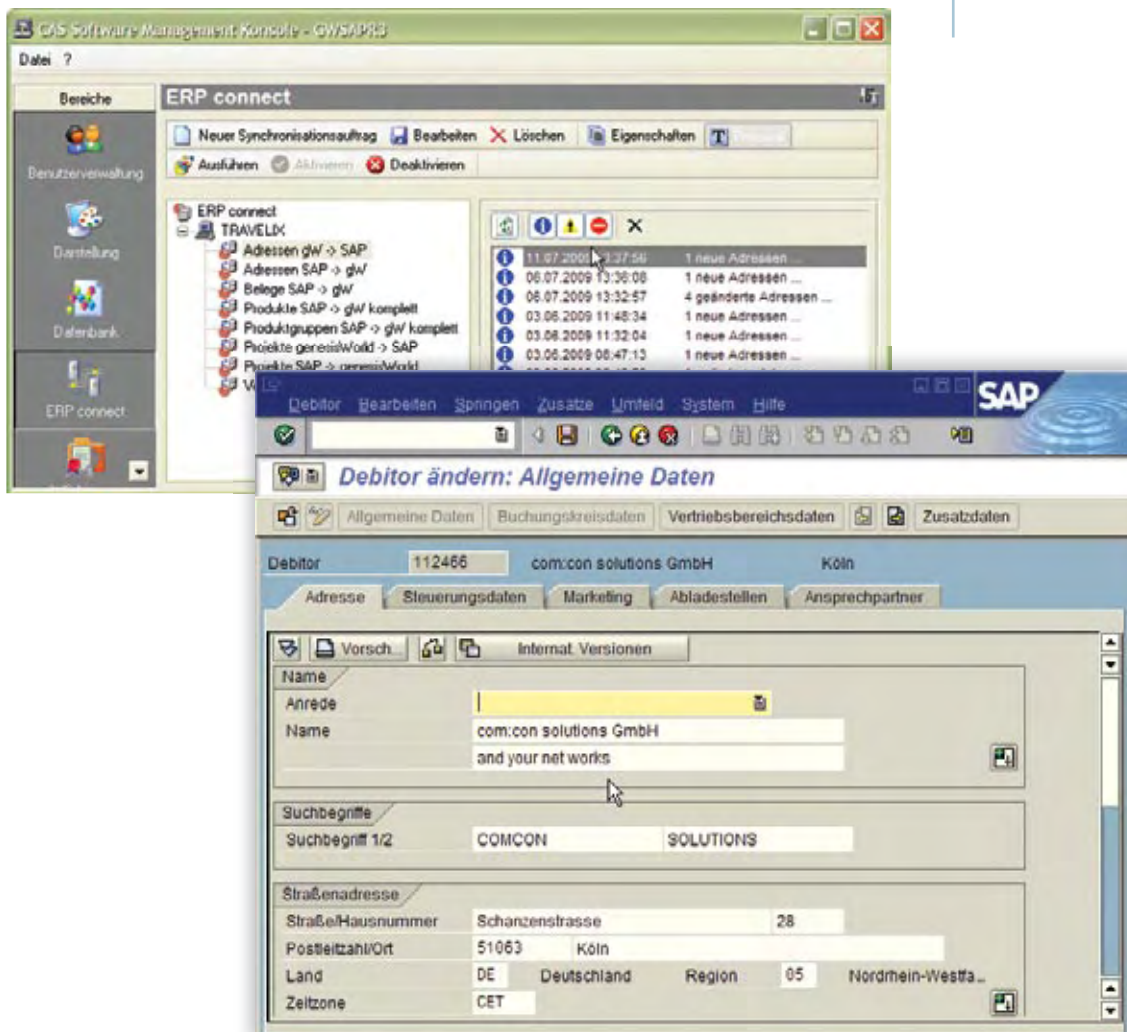 CAS Software Management Konsole - GWSAPR3
Datei ?
Bereiche
ERP connect
Neuer Synchronisationsauftrag Bearbeiten Löschen Eigenschaften
Benutzerverwaltung
Ausführen Aktivieren Deaktivieren
Darstellung
Datenbank
ERP connect
ERP connect
TRAVELIX
Adressen gW -> SAP
Adressen SAP -> gW
Belege SAP -> gW
Produkte SAP -> gW komplett
Produktgruppen SAP -> gW komplett
Projekte genesisWorld -> SAP
Projekte SAP -> genesisWorld
11.07.2009 :37:56 1 neue Adressen ...
06.07.2009 13:36:08 1 neue Adressen ...
06.07.2009 13:32:57 4 geänderte Adressen ...
03.06.2009 11:48:34 1 neue Adressen ...
03.06.2009 11:32:04 1 neue Adressen ...
03.06.2009 08:47:13 1 neue Adressen ...
Debitor Bearbeiten Springen Zusätze Umfeld System Hilfe
SAP
Debitor ändern: Allgemeine Daten
Allgemeine Daten Buchungskreisdaten Vertriebsbereichsdaten Zusatzdaten
Debitor 112466 com:con solutions GmbH Köln
Adresse Steuerungsdaten Marketing Abladestellen Ansprechpartner
Vorsch... Internat. Versionen
Name
Anrede
Name com:con solutions GmbH
and your net works
Suchbegriffe
Suchbegriff 1/2 COMCON SOLUTIONS
Straßenadresse
Straße/Hausnummer Schanzenstrasse 28
Postleitzahl/Ort 51063 Köln
Land DE Deutschland Region 05 Nordrhein-Westfa...
Zeitzone CET